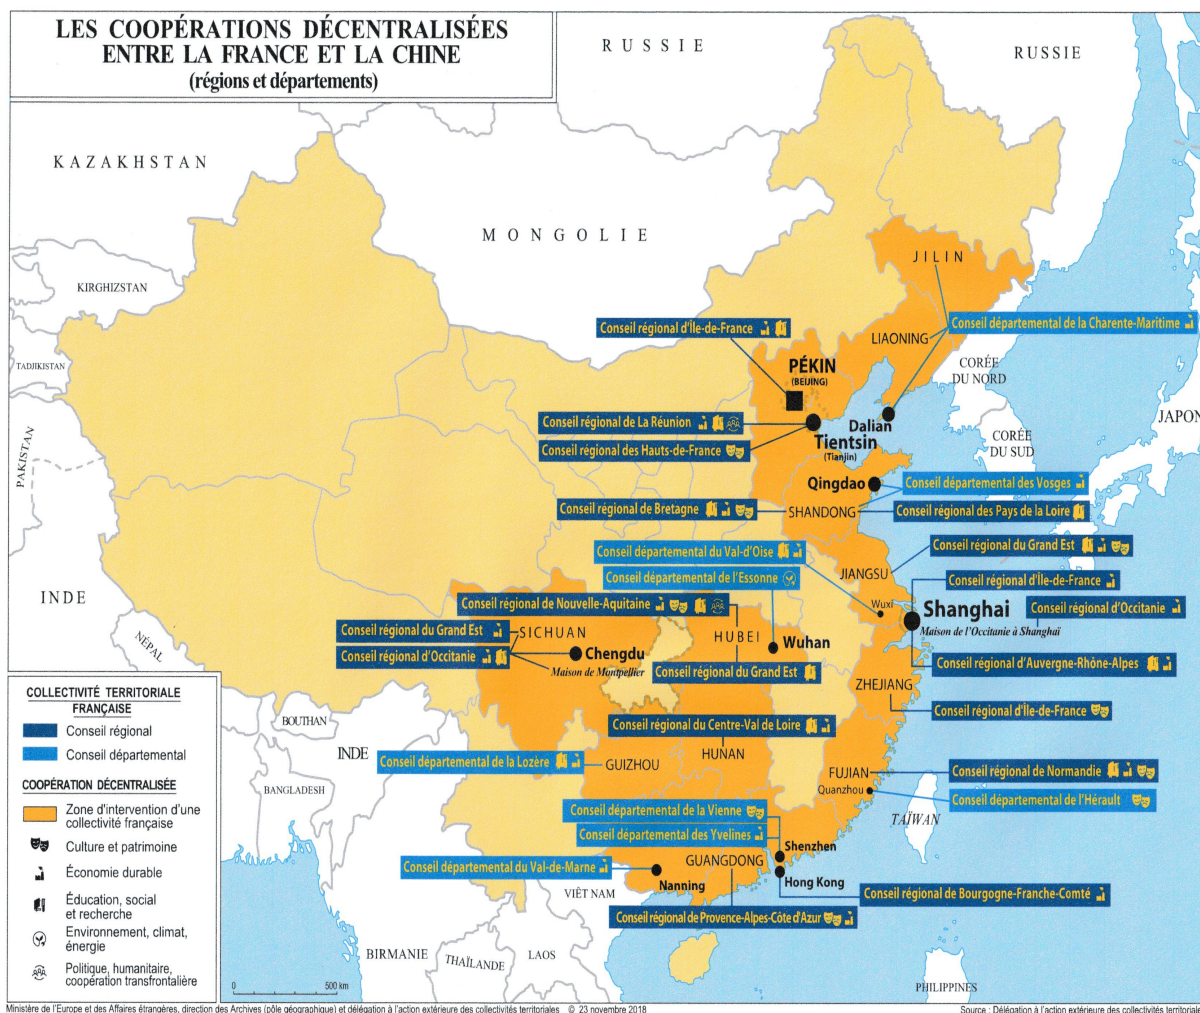 LES COOPÉRATIONS DÉCENTRALISÉES
ENTRE LA FRANCE ET LA CHINE
(régions et départements)
RUSSIE
RUSSIE
KAZAKHSTAN
MONGOLIE
KIRGHIZSTAN
TADJIKISTAN
PAKISTAN
INDE
NÉPAL
BOUTHAN
INDE
BANGLADESH
BIRMANIE
THAÏLANDE
LAOS
VIÊT NAM
PHILIPPINES
TAÏWAN
JAPON
CORÉE
DU NORD
CORÉE
DU SUD
JILIN
Conseil départemental de la Charente-Maritime
LIAONING
Conseil régional d'Île-de-France
PÉKIN
(BEIJING)
Conseil régional de La Réunion
Conseil régional des Hauts-de-France
Dalian
Tientsin
(Tianjin)
Qingdao
Conseil départemental des Vosges
Conseil régional de Bretagne
SHANDONG
Conseil régional des Pays de la Loire
Conseil départemental du Val-d'Oise
Conseil régional du Grand Est
JIANGSU
Conseil départemental de l'Essonne
Conseil régional d'Île-de-France
Wuxi
Shanghai
Conseil régional d'Occitanie
Maison de l'Occitanie à Shanghaï
Conseil régional de Nouvelle-Aquitaine
Conseil régional du Grand Est
SICHUAN
HUBEI
Wuhan
Conseil régional d'Occitanie
Chengdu
Maison de Montpellier
Conseil régional du Grand Est
Conseil régional d'Auvergne-Rhône-Alpes
ZHEJIANG
Conseil régional d'Île-de-France
Conseil régional du Centre-Val de Loire
HUNAN
Conseil départemental de la Lozère
GUIZHOU
FUJIAN
Conseil régional de Normandie
Quanzhou
Conseil départemental de l'Hérault
Conseil départemental de la Vienne
Conseil départemental des Yvelines
Shenzhen
GUANGDONG
Conseil départemental du Val-de-Marne
Nanning
Hong Kong
Conseil régional de Bourgogne-Franche-Comté
Conseil régional de Provence-Alpes-Côte d'Azur
COLLECTIVITÉ TERRITORIALE
FRANÇAISE
Conseil régional
Conseil départemental
COOPÉRATION DÉCENTRALISÉE
Zone d'intervention d'une
collectivité française
Culture et patrimoine
Économie durable
Éducation, social
et recherche
Environnement, climat,
énergie
Politique, humanitaire,
coopération transfrontalière
0 500 km
Ministère de l'Europe et des Affaires étrangères, direction des Archives (pôle géographique) et délégation à l'action extérieure des collectivités territoriales © 23 novembre 2018
Source : Délégation à l'action extérieure des collectivités territoriale